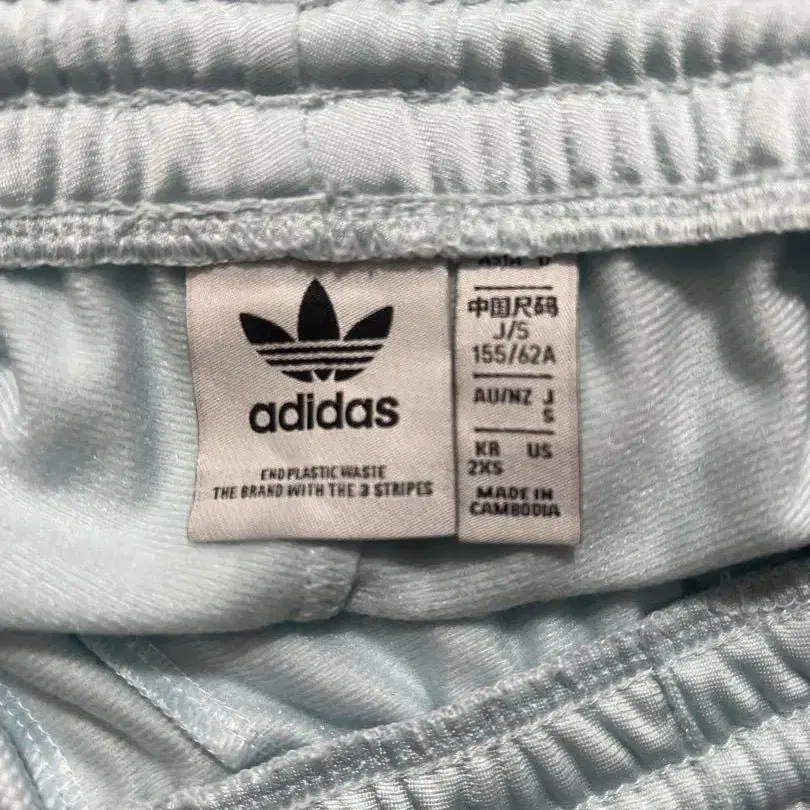 adidas
END PLASTIC WASTE
THE BRAND WITH THE 3 STRIPES
中国尺码
J/S
155/62A
AU/NZ J
S
KR US
2XS
MADE IN
CAMBODIA